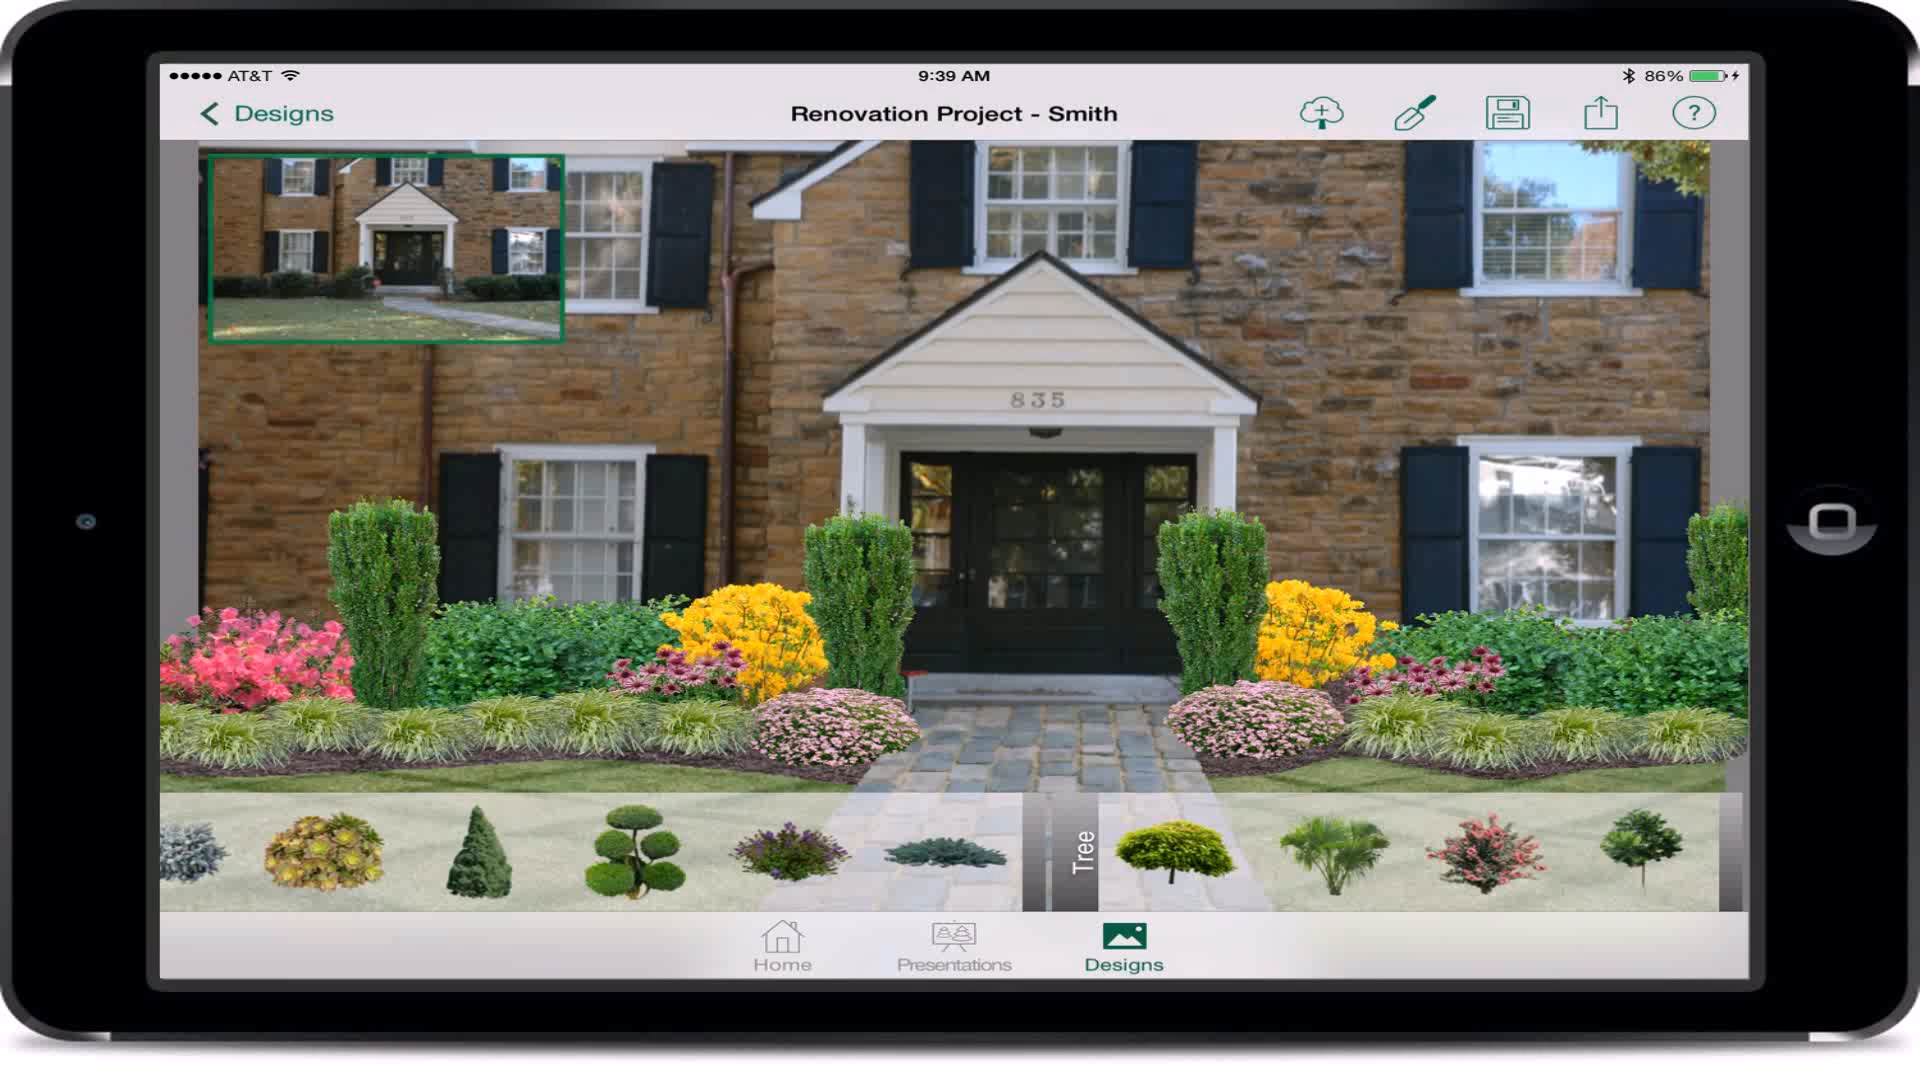 AT&T 9:39 AM 86%
Designs Renovation Project - Smith ?
835
Tree
Home Presentations Designs